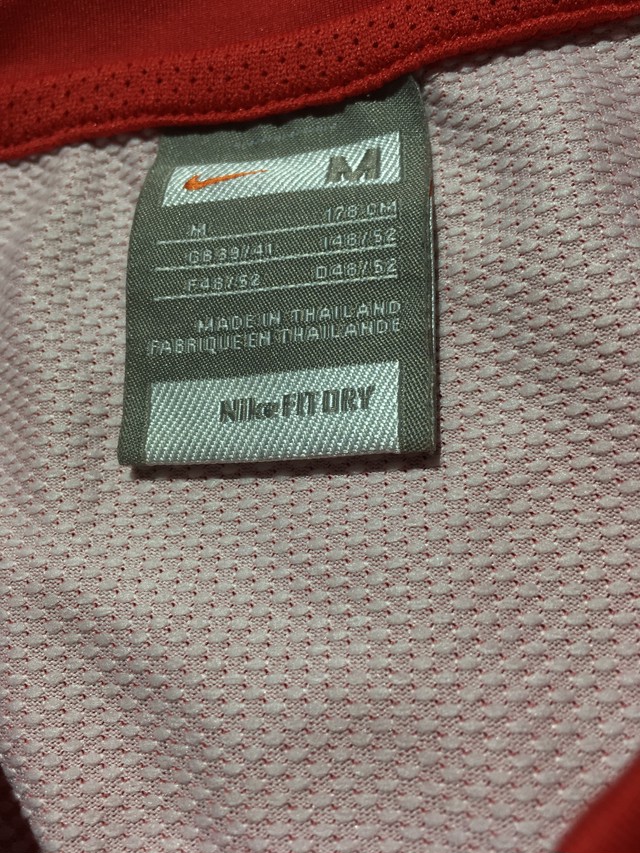 M
M 178 CM
GB 39/41 I 48/52
F 48/52 D 48/52
MADE IN THAILAND
FABRIQUE EN THAILANDE
Nike FIT DRY